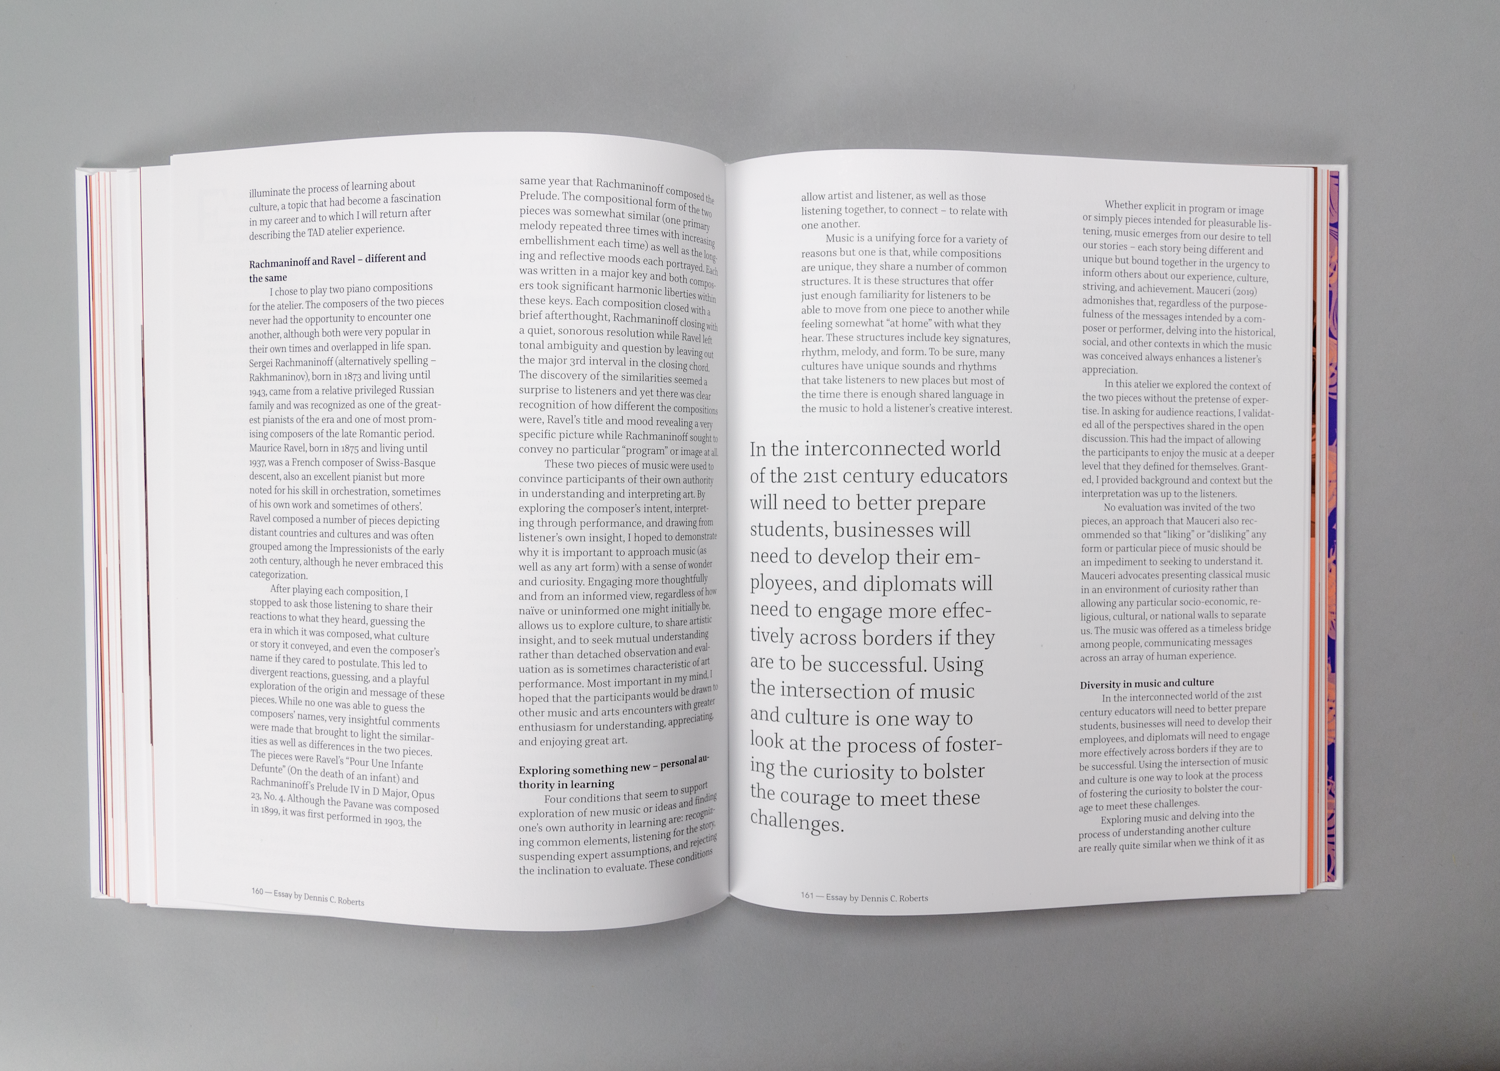 illuminate the process of learning about
culture, a topic that had become a fascination
in my career and to which I will return after
describing the TAD atelier experience.
Rachmaninoff and Ravel – different and
the same
I chose to play two piano compositions
for the atelier. The composers of the two pieces
never had the opportunity to encounter one
another, although both were very popular in
their own times and overlapped in life span.
Sergei Rachmaninoff (alternatively spelling –
Rakhmaninov), born in 1873 and living until
1943, came from a relative privileged Russian
family and was recognized as one of the great-
est pianists of the era and one of most prom-
ising composers of the late Romantic period.
Maurice Ravel, born in 1875 and living until
1937, was a French composer of Swiss-Basque
descent, also an excellent pianist but more
noted for his skill in orchestration, sometimes
of his own work and sometimes of others'.
Ravel composed a number of pieces depicting
distant countries and cultures and was often
grouped among the Impressionists of the early
20th century, although he never embraced this
categorization.
After playing each composition, I
stopped to ask those listening to share their
reactions to what they heard, guessing the
era in which it was composed, what culture
or story it conveyed, and even the composer's
name if they cared to postulate. This led to
divergent reactions, guessing, and a playful
exploration of the origin and message of these
pieces. While no one was able to guess the
composers' names, very insightful comments
were made that brought to light the similar-
ities as well as differences in the two pieces.
The pieces were Ravel's "Pour Une Infante
Defunte" (On the death of an infant) and
Rachmaninoff's Prelude IV in D Major, Opus
23, No. 4. Although the Pavane was composed
in 1899, it was first performed in 1903, the
same year that Rachmaninoff composed the
Prelude. The compositional form of the two
pieces was somewhat similar (one primary
melody repeated three times with increasing
embellishment each time) as well as the long-
ing and reflective moods each portrayed. Each
was written in a major key and both compos-
ers took significant harmonic liberties within
these keys. Each composition closed with a
brief afterthought, Rachmaninoff closing with
a quiet, sonorous resolution while Ravel left
tonal ambiguity and question by leaving out
the major 3rd interval in the closing chord.
The discovery of the similarities seemed a
surprise to listeners and yet there was clear
recognition of how different the compositions
were, Ravel's title and mood revealing a very
specific picture while Rachmaninoff sought to
convey no particular "program" or image at all.
These two pieces of music were used to
convince participants of their own authority
in understanding and interpreting art. By
exploring the composer's intent, interpret-
ing through performance, and drawing from
listener's own insight, I hoped to demonstrate
why it is important to approach music (as
well as any art form) with a sense of wonder
and curiosity. Engaging more thoughtfully
and from an informed view, regardless of how
naïve or uninformed one might initially be,
allows us to explore culture, to share artistic
insight, and to seek mutual understanding
rather than detached observation and eval-
uation as is sometimes characteristic of art
performance. Most important in my mind, I
hoped that the participants would be drawn to
other music and arts encounters with greater
enthusiasm for understanding, appreciating,
and enjoying great art.
Exploring something new – personal au-
thority in learning
Four conditions that seem to support
exploration of new music or ideas and finding
one's own authority in learning are: recogniz-
ing common elements, listening for the story,
suspending expert assumptions, and rejecting
the inclination to evaluate. These conditions
160 — Essay by Dennis C. Roberts
allow artist and listener, as well as those
listening together, to connect – to relate with
one another.
Music is a unifying force for a variety of
reasons but one is that, while compositions
are unique, they share a number of common
structures. It is these structures that offer
just enough familiarity for listeners to be
able to move from one piece to another while
feeling somewhat "at home" with what they
hear. These structures include key signatures,
rhythm, melody, and form. To be sure, many
cultures have unique sounds and rhythms
that take listeners to new places but most of
the time there is enough shared language in
the music to hold a listener's creative interest.
In the interconnected world
of the 21st century educators
will need to better prepare
students, businesses will
need to develop their em-
ployees, and diplomats will
need to engage more effec-
tively across borders if they
are to be successful. Using
the intersection of music
and culture is one way to
look at the process of foster-
ing the curiosity to bolster
the courage to meet these
challenges.
Whether explicit in program or image
or simply pieces intended for pleasurable lis-
tening, music emerges from our desire to tell
our stories – each story being different and
unique but bound together in the urgency to
inform others about our experience, culture,
striving, and achievement. Mauceri (2019)
admonishes that, regardless of the purpose-
fulness of the messages intended by a com-
poser or performer, delving into the historical,
social, and other contexts in which the music
was conceived always enhances a listener's
appreciation.
In this atelier we explored the context of
the two pieces without the pretense of exper-
tise. In asking for audience reactions, I validat-
ed all of the perspectives shared in the open
discussion. This had the impact of allowing
the participants to enjoy the music at a deeper
level that they defined for themselves. Grant-
ed, I provided background and context but the
interpretation was up to the listeners.
No evaluation was invited of the two
pieces, an approach that Mauceri also rec-
ommended so that "liking" or "disliking" any
form or particular piece of music should be
an impediment to seeking to understand it.
Mauceri advocates presenting classical music
in an environment of curiosity rather than
allowing any particular socio-economic, re-
ligious, cultural, or national walls to separate
us. The music was offered as a timeless bridge
among people, communicating messages
across an array of human experience.
Diversity in music and culture
In the interconnected world of the 21st
century educators will need to better prepare
students, businesses will need to develop their
employees, and diplomats will need to engage
more effectively across borders if they are to
be successful. Using the intersection of music
and culture is one way to look at the process
of fostering the curiosity to bolster the cour-
age to meet these challenges.
Exploring music and delving into the
process of understanding another culture
are really quite similar when we think of it as
161 — Essay by Dennis C. Roberts